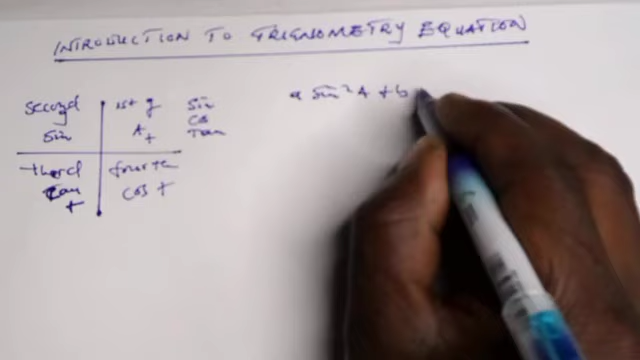 INTRODUCTION TO TRIGNOMETRY EQUATION
second 1st q sin
sin A+ cos
Tan
third fourth
Tan cos +
+
a sin² A + b